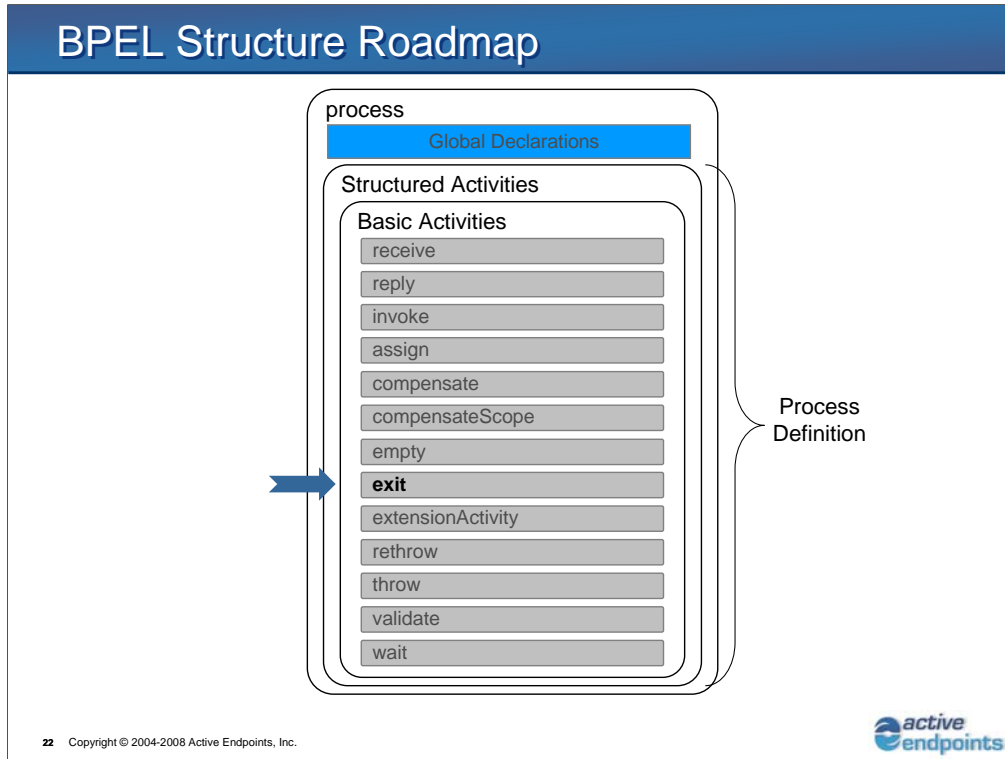 BPEL Structure Roadmap
process
Global Declarations
Structured Activities
Basic Activities
receive
reply
invoke
assign
compensate
compensateScope
empty
exit
extensionActivity
rethrow
throw
validate
wait
Process
Definition
22 Copyright © 2004-2008 Active Endpoints, Inc.
active
endpoints